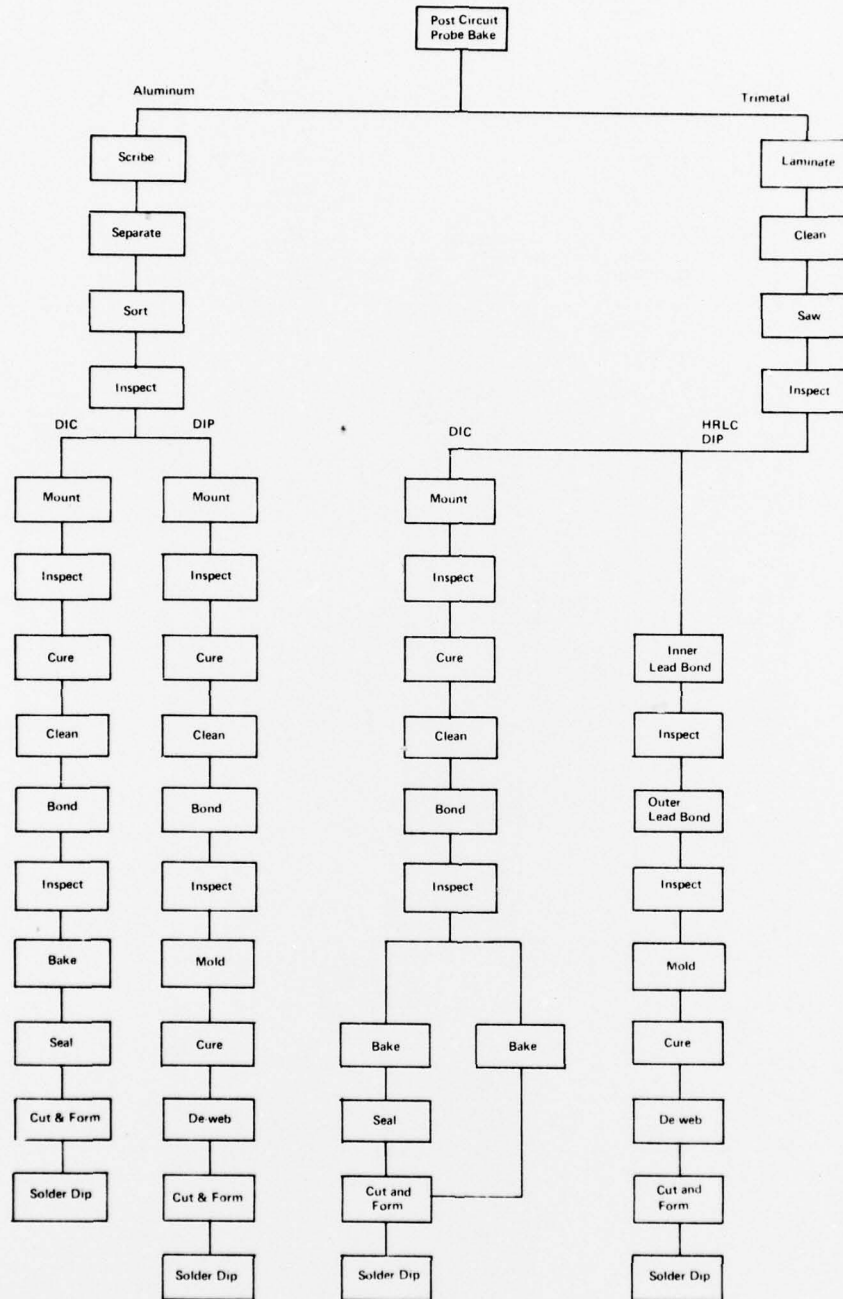 Post Circuit
Probe Bake
Aluminum
Trimetal
Scribe
Laminate
Separate
Clean
Sort
Saw
Inspect
Inspect
DIC
DIP
DIC
HRLC
DIP
Mount
Mount
Mount
Inspect
Inspect
Inspect
Cure
Cure
Cure
Inner
Lead Bond
Clean
Clean
Clean
Inspect
Bond
Bond
Bond
Outer
Lead Bond
Inspect
Inspect
Inspect
Inspect
Bake
Mold
Mold
Seal
Cure
Bake
Bake
Cure
Cut & Form
De web
Seal
De web
Solder Dip
Cut & Form
Cut and
Form
Cut and
Form
Solder Dip
Solder Dip
Solder Dip